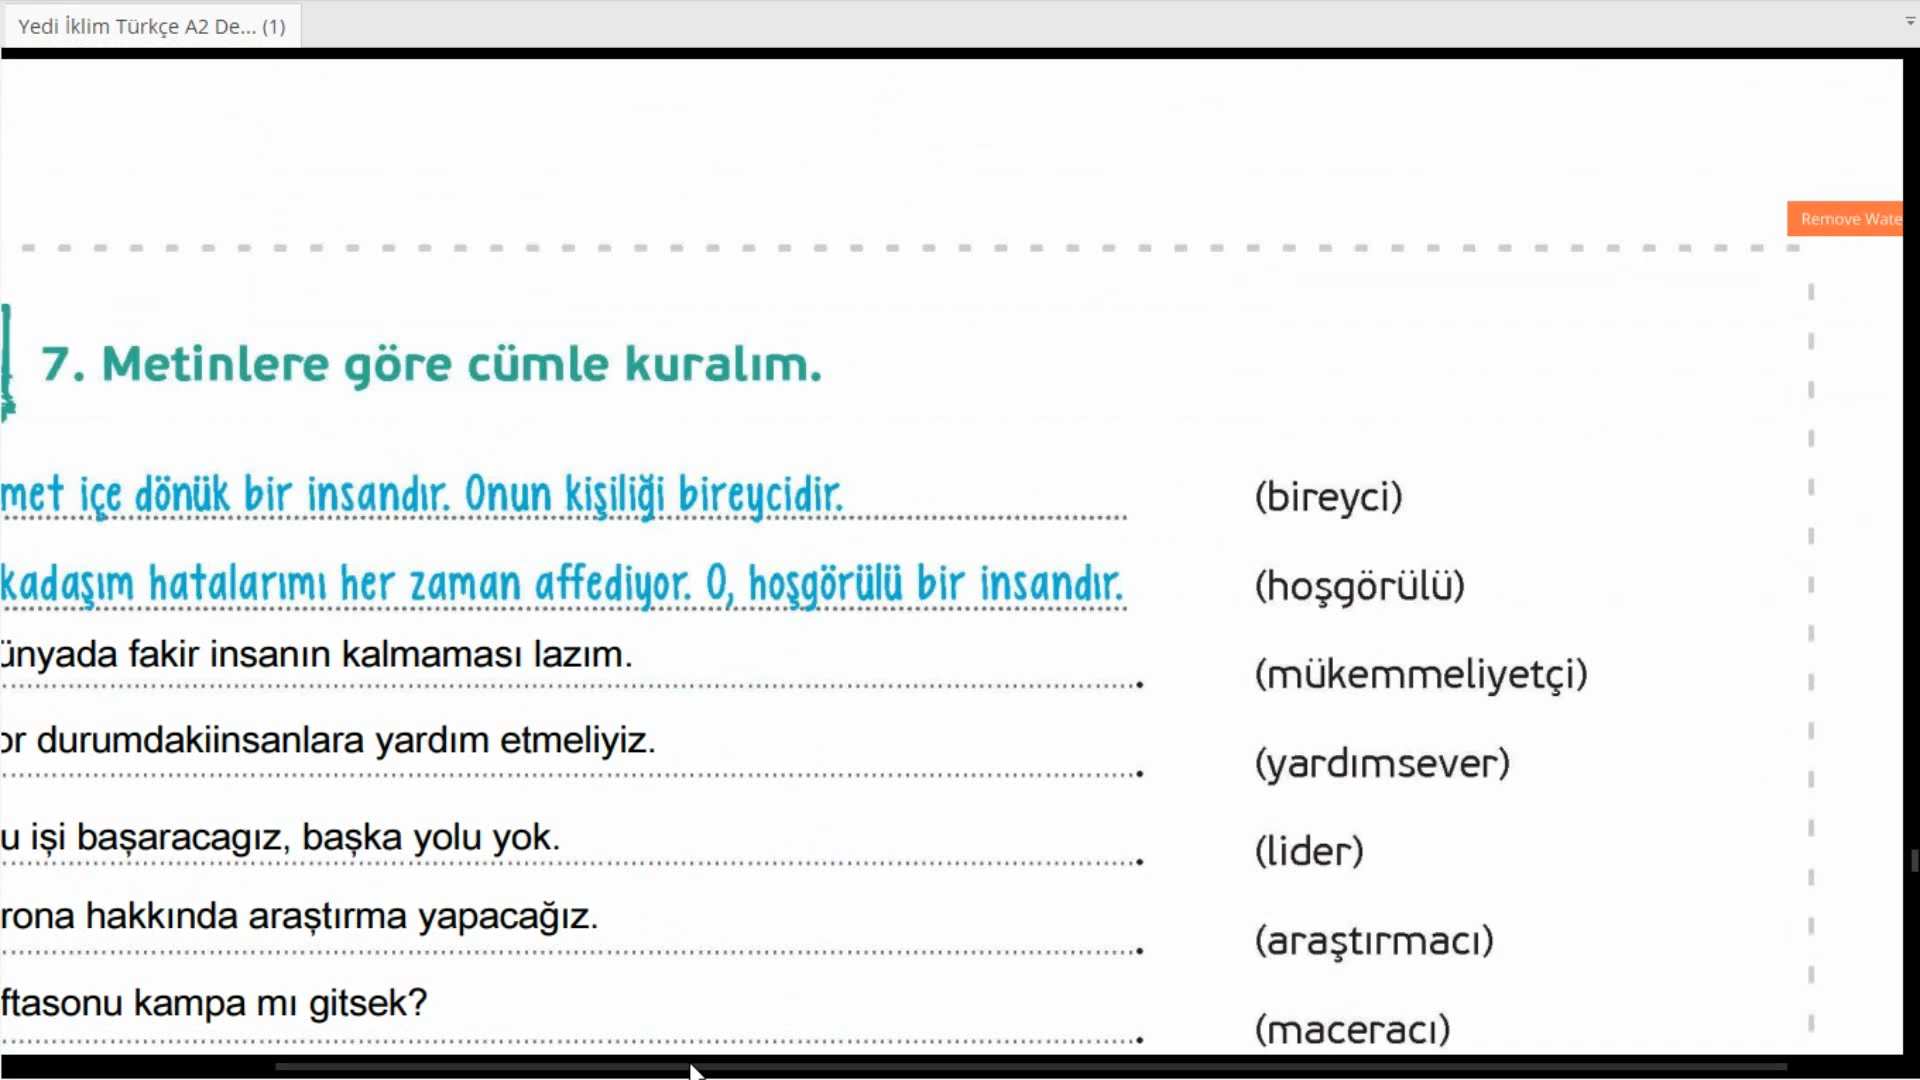 Yedi İklim Türkçe A2 De... (1)
Remove Wate
7. Metinlere göre cümle kuralım.
met içe dönük bir insandır. Onun kişiliği bireycidir. (bireyci)
kadaşım hatalarımı her zaman affediyor. O, hoşgörülü bir insandır. (hoşgörülü)
ünyada fakir insanın kalmaması lazım. (mükemmeliyetçi)
or durumdakiinsanlara yardım etmeliyiz. (yardımsever)
u işi başaracagız, başka yolu yok. (lider)
rona hakkında araştırma yapacağız. (araştırmacı)
ftasonu kampa mı gitsek? (maceracı)